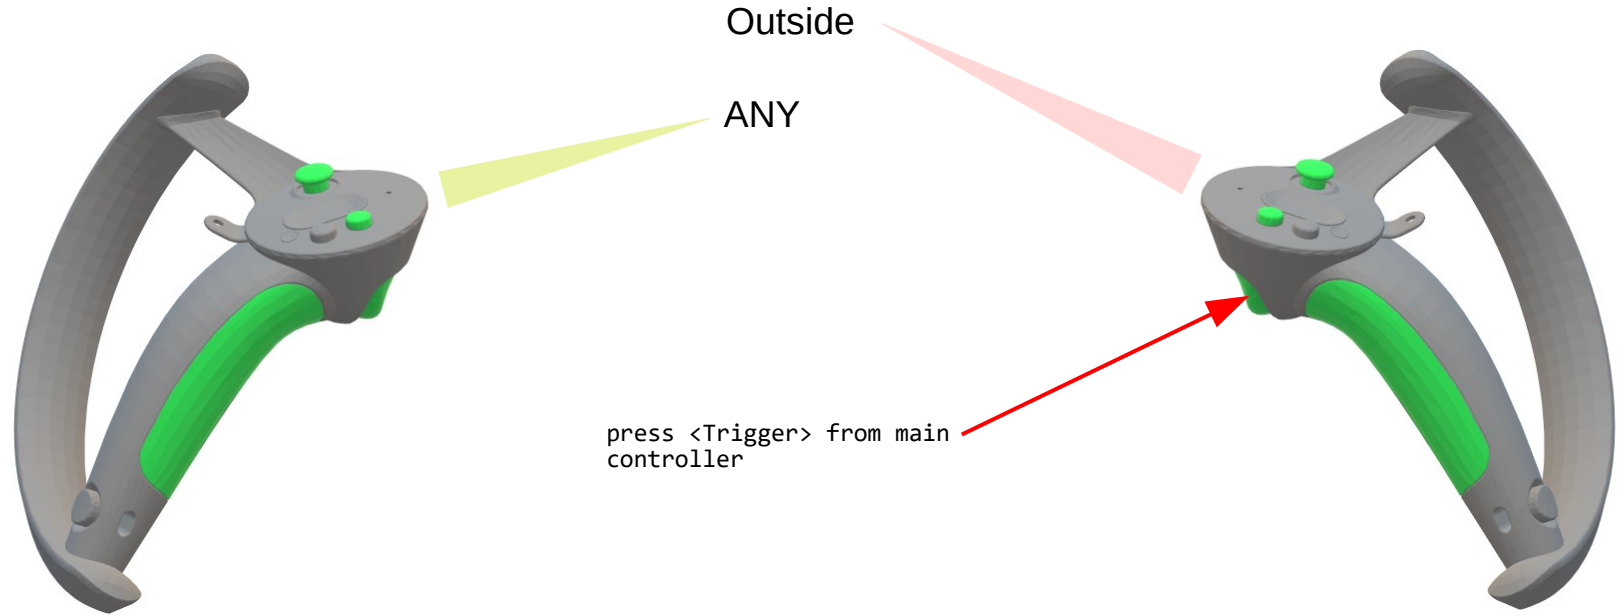 Outside
ANY
press <Trigger> from main
controller